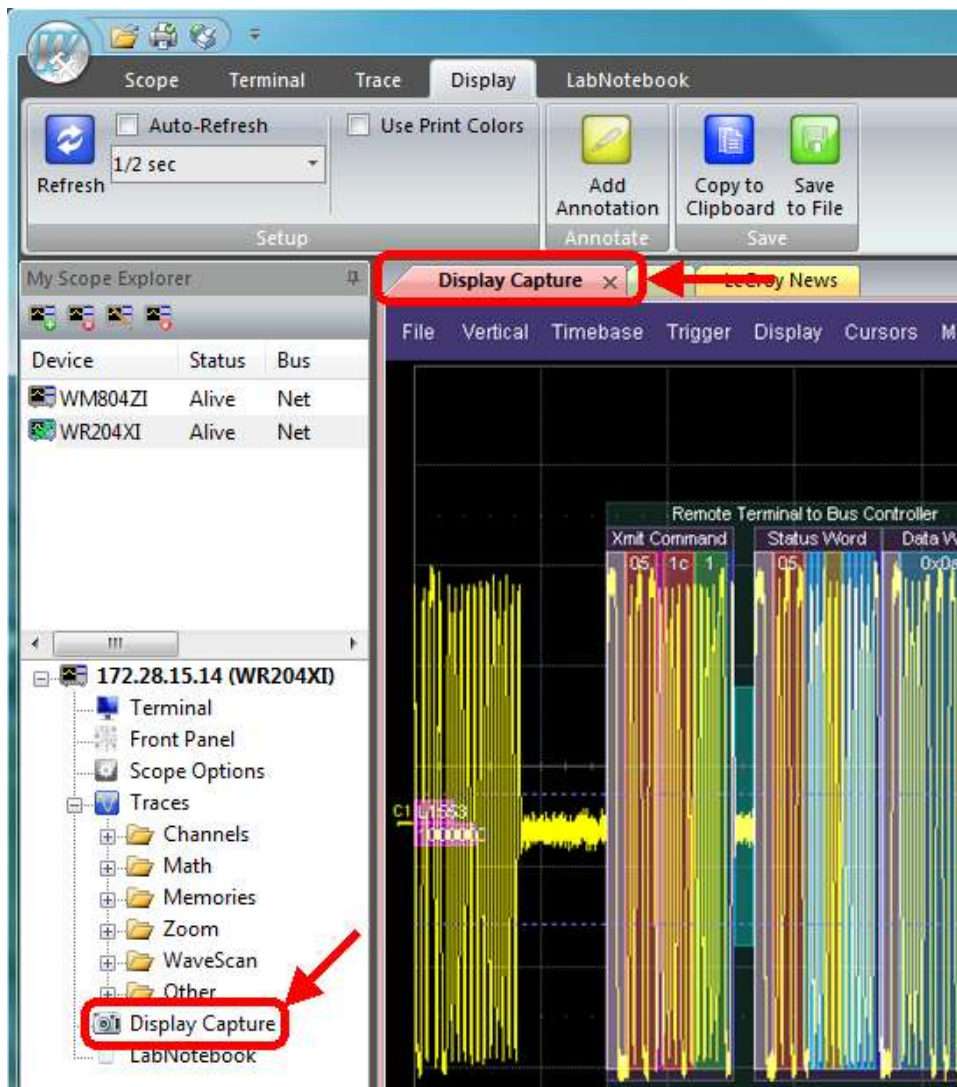 Scope Terminal Trace Display LabNotebook
Auto-Refresh
1/2 sec
Refresh
Use Print Colors
Add
Annotation
Copy to
Clipboard
Save
to File
Setup
Annotate
Save
My Scope Explorer
Device Status Bus
WM804ZI Alive Net
WR204XI Alive Net
172.28.15.14 (WR204XI)
Terminal
Front Panel
Scope Options
Traces
Channels
Math
Memories
Zoom
WaveScan
Other
Display Capture
LabNotebook
Display Capture
LeCroy News
File Vertical Timebase Trigger Display Cursors M
Remote Terminal to Bus Controller
Xmit Command Status Word Data W
05 1c 1 05 0x0a
C1